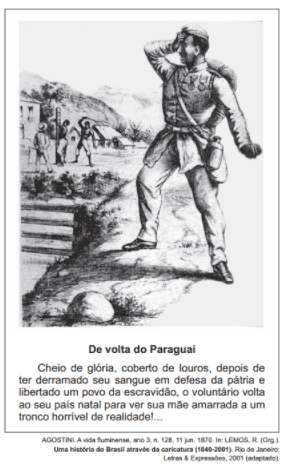 De volta do Paraguai
Cheio de glória, coberto de louros, depois de
ter derramado seu sangue em defesa da pátria e
libertado um povo da escravidão, o voluntário volta
ao seu país natal para ver sua mãe amarrada a um
tronco horrível de realidade!...
AGOSTINI. A vida fluminense, ano 3, n. 128, 11 jun. 1870. In: LEMOS, R. (Org.).
Uma história do Brasil através da caricatura (1840-2001). Rio de Janeiro:
Letras & Expressões, 2001 (adaptado).